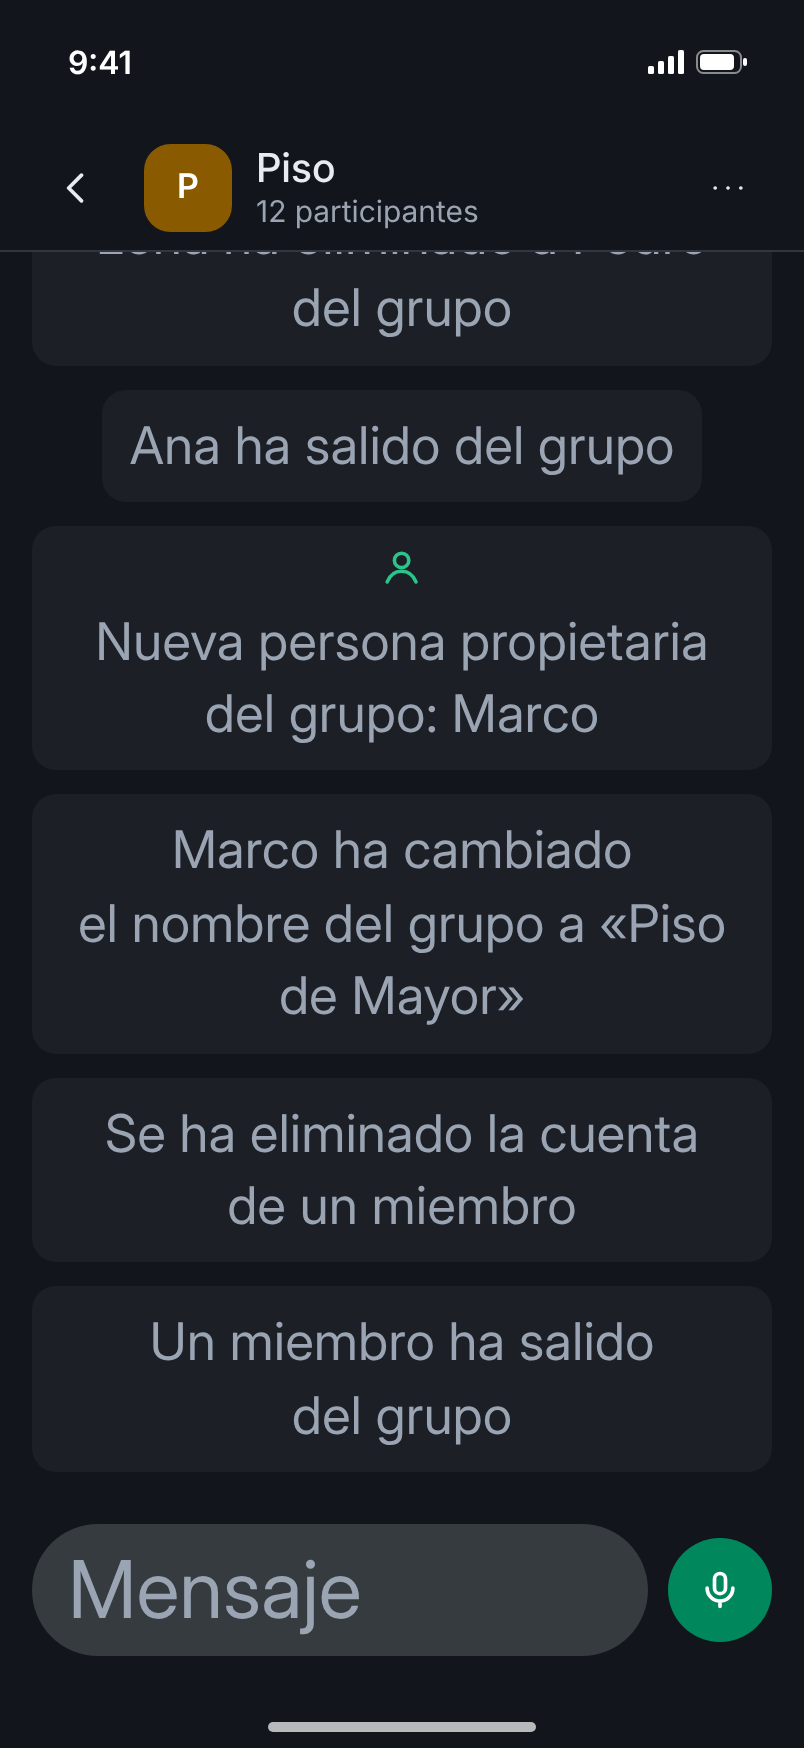 9:41
P
Piso
12 participantes
del grupo
Ana ha salido del grupo
Nueva persona propietaria
del grupo: Marco
Marco ha cambiado
el nombre del grupo a «Piso
de Mayor»
Se ha eliminado la cuenta
de un miembro
Un miembro ha salido
del grupo
Mensaje